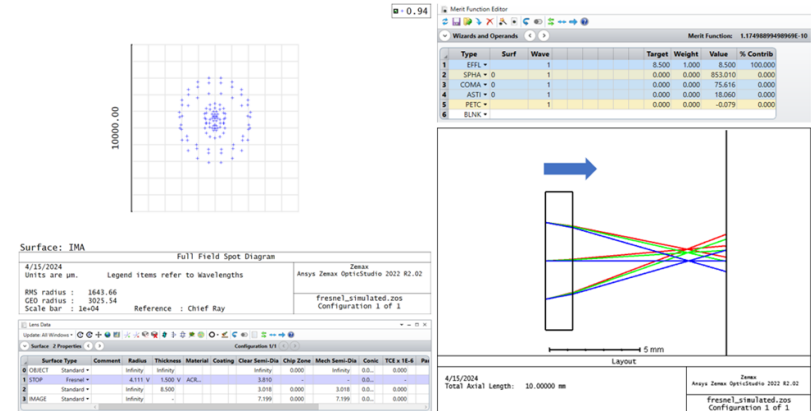 0.94
10000.00
Surface: IMA
Full Field Spot Diagram
4/15/2024
Units are µm. Legend items refer to Wavelengths
RMS radius : 1643.66
GEO radius : 3025.54
Scale bar : 1e+04 Reference : Chief Ray
Zemax
Ansys Zemax OpticStudio 2022 R2.02
fresnel_simulated.zos
Configuration 1 of 1
Lens Data
Update: All Windows
Surface 2 Properties Configuration 1/1
Surface Type Comment Radius Thickness Material Coating Clear Semi-Dia Chip Zone Mech Semi-Dia Conic TCE x 1E-6
0 OBJECT Standard Infinity Infinity Infinity 0.000 Infinity 0.0... 0.000
1 STOP Fresnel 4.111 V 1.500 V ACR... 3.810 - - 0.0... -
2 Standard Infinity 8.500 3.018 0.000 3.018 0.0... 0.000
3 IMAGE Standard Infinity - 7.199 0.000 7.199 0.0... 0.000
Merit Function Editor
Wizards and Operands Merit Function: 1.17498899498969E-10
Type Surf Wave Target Weight Value % Contrib
1 EFFL 1 8.500 1.000 8.500 100.000
2 SPHA 0 1 0.000 0.000 853.010 0.000
3 COMA 0 1 0.000 0.000 75.616 0.000
4 ASTI 0 1 0.000 0.000 18.060 0.000
5 PETC 1 0.000 0.000 -0.079 0.000
6 BLNK
5 mm
Layout
4/15/2024
Total Axial Length: 10.00000 mm
Zemax
Ansys Zemax OpticStudio 2022 R2.02
fresnel_simulated.zos
Configuration 1 of 1